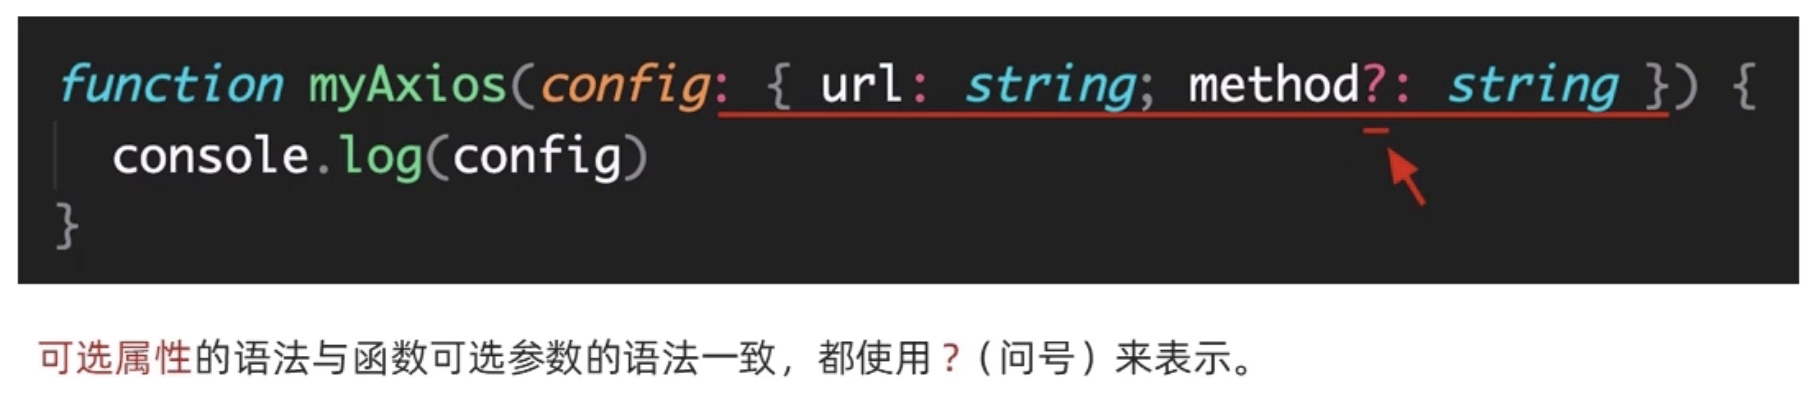 function myAxios(config: { url: string; method?: string }) {
console.log(config)
}
可选属性的语法与函数可选参数的语法一致，都使用 ?（问号）来表示。